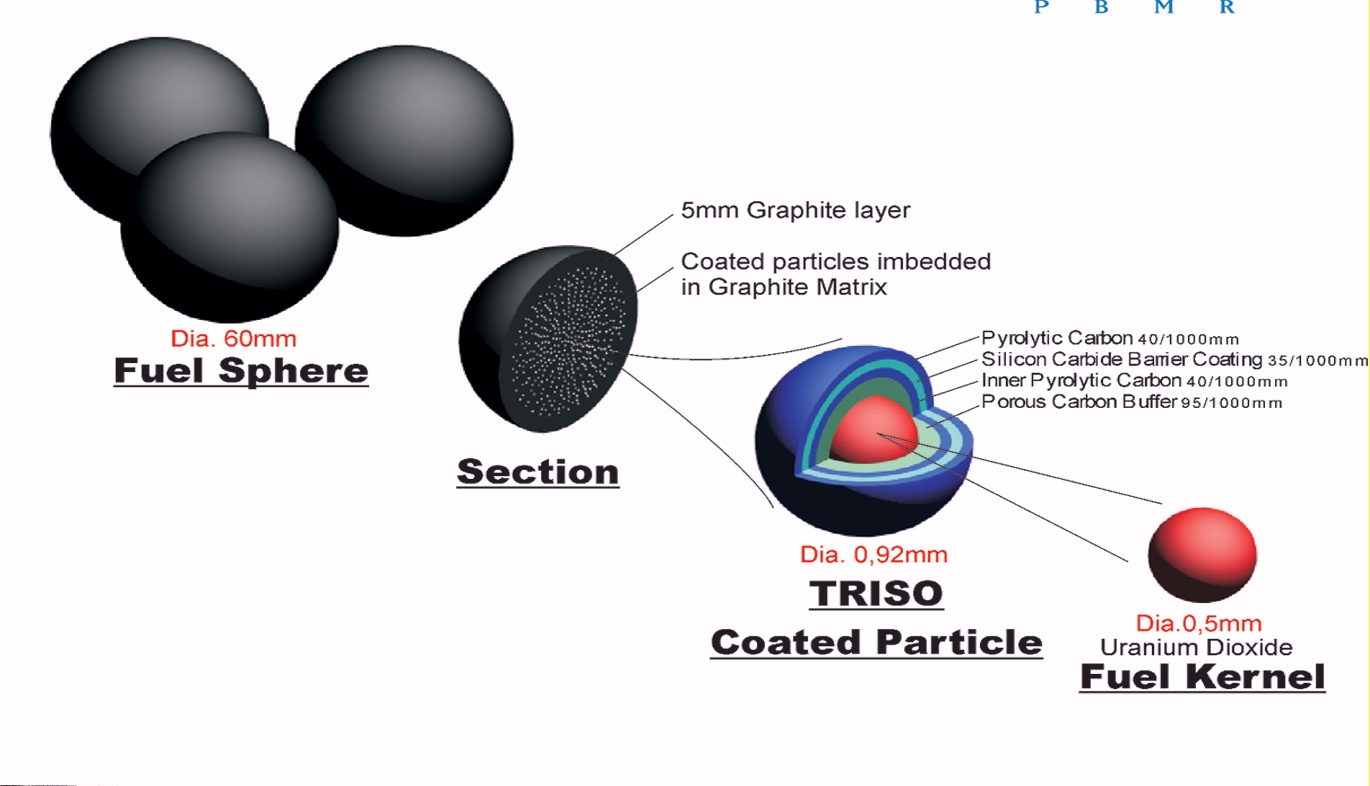 P B M R
5mm Graphite layer
Coated particles imbedded
in Graphite Matrix
Dia. 60mm
Fuel Sphere
Pyrolytic Carbon 40/1000mm
Silicon Carbide Barrier Coating 35/1000mm
Inner Pyrolytic Carbon 40/1000mm
Porous Carbon Buffer 95/1000mm
Section
Dia. 0,92mm
TRISO
Coated Particle
Dia.0,5mm
Uranium Dioxide
Fuel Kernel